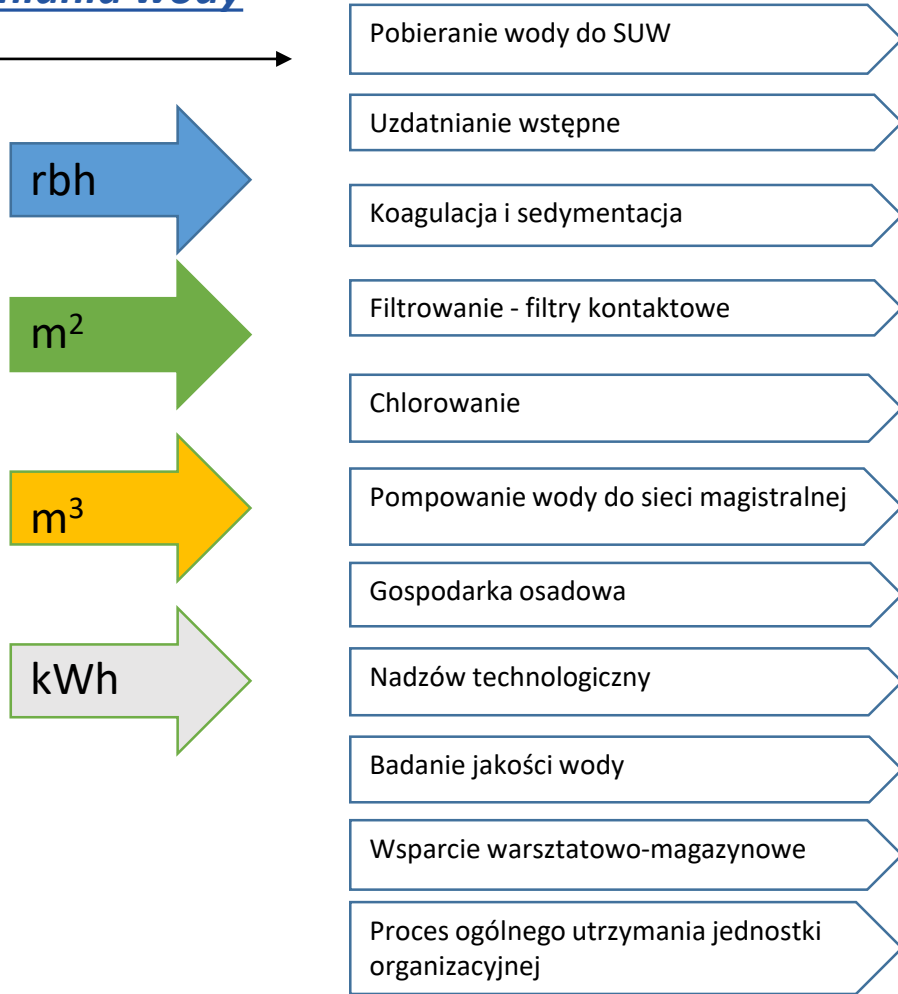 wody
Pobieranie wody do SUW
Uzdatnianie wstępne
rbh
Koagulacja i sedymentacja
Filtrowanie - filtry kontaktowe
m²
Chlorowanie
Pompowanie wody do sieci magistralnej
m³
Gospodarka osadowa
kWh
Nadzów technologiczny
Badanie jakości wody
Wsparcie warsztatowo-magazynowe
Proces ogólnego utrzymania jednostki
organizacyjnej